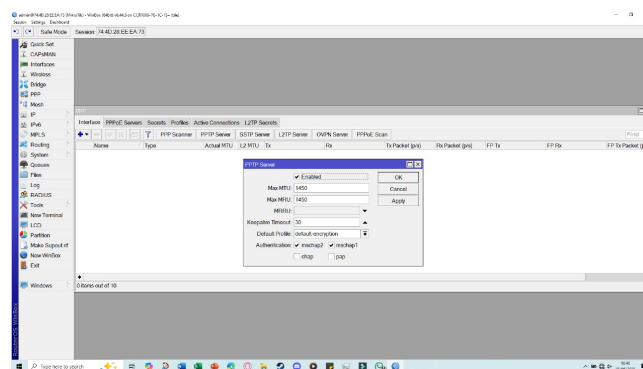 Session Settings Dashboard
Safe Mode Session: 74:4D:28:EE:EA:73
Quick Set
CAPsMAN
Interfaces
Wireless
Bridge
PPP
Mesh
IP
IPv6
MPLS
Routing
System
Queues
Files
Log
RADIUS
Tools
New Terminal
LCD
Partition
Make Supout.rif
New WinBox
Exit
Windows
RouterOS WinBox
Interface PPPoE Servers Secrets Profiles Active Connections L2TP Secrets
PPP Scanner PPTP Server SSTP Server L2TP Server OVPN Server PPPoE Scan Find
Name Type Actual MTU L2 MTU Tx Rx Tx Packet (p/s) Rx Packet (p/s) FP Tx FP Rx FP Tx Packet (p
PPTP Server
Enabled
Max MTU: 1450
Max MRU: 1450
MRRU:
Keepalive Timeout: 30
Default Profile: default-encryption
Authentication: mschap2 mschap1
chap pap
OK
Cancel
Apply
0 items out of 10
Type here to search